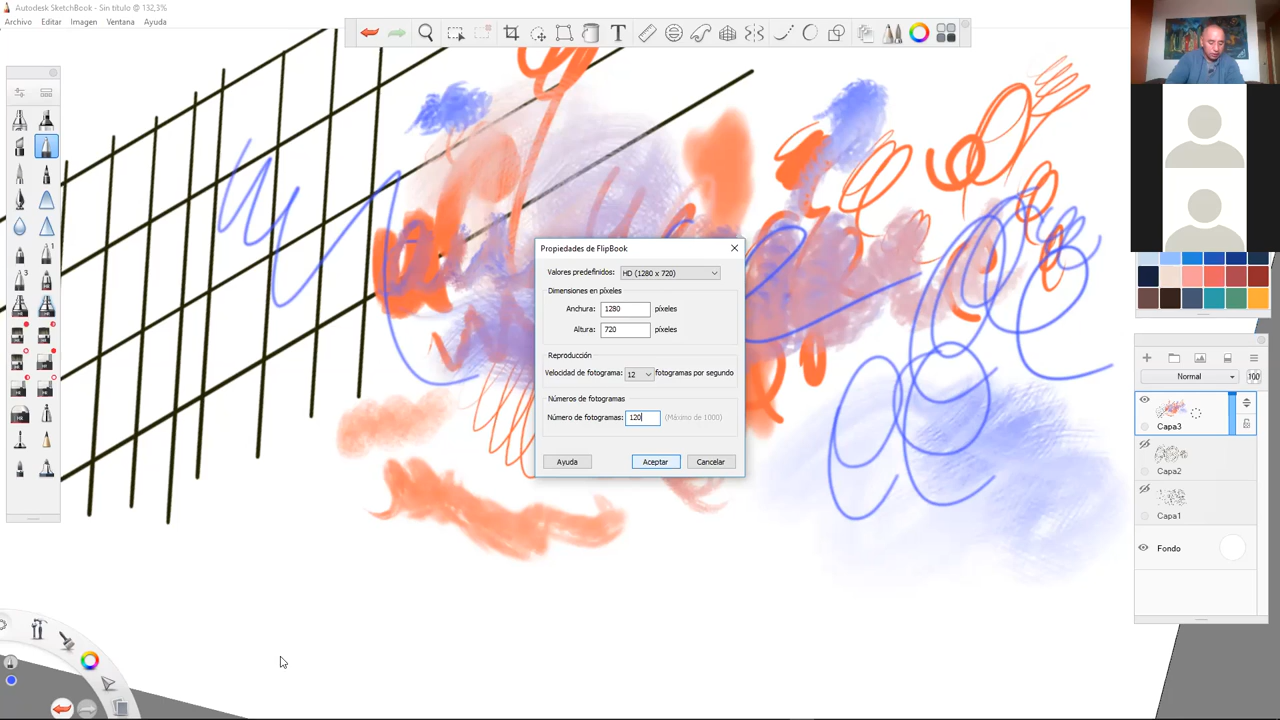 Autodesk SketchBook - Sin título @ 132,3%
Archivo Editar Imagen Ventana Ayuda
Propiedades de FlipBook
Valores predefinidos: HD (1280 x 720)
Dimensiones en píxeles
Anchura: 1280 píxeles
Altura: 720 píxeles
Reproducción
Velocidad de fotograma: 12 fotogramas por segundo
Números de fotogramas
Número de fotogramas: 120 (Máximo de 1000)
Ayuda Aceptar Cancelar
Normal 100
Capa3
Capa2
Capa1
Fondo